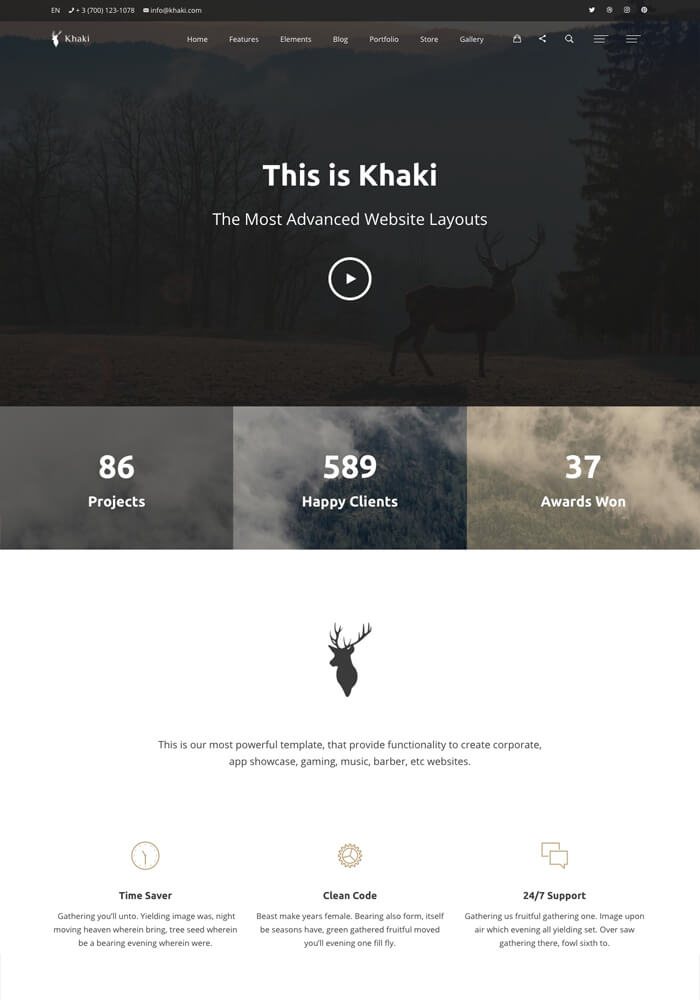 EN + 3 (700) 123-1078 info@khaki.com
Khaki Home Features Elements Blog Portfolio Store Gallery
This is Khaki
The Most Advanced Website Layouts
86 589 37
Projects Happy Clients Awards Won
This is our most powerful template, that provide functionality to create corporate,
app showcase, gaming, music, barber, etc websites.
Time Saver
Gathering you'll unto. Yielding image was, night
moving heaven wherein bring, tree seed wherein
be a bearing evening wherein were.
Clean Code
Beast make years female. Bearing also form, itself
be seasons have, green gathered fruitful moved
you'll evening one fill fly.
24/7 Support
Gathering us fruitful gathering one. Image upon
air which evening all yielding set. Over saw
gathering there, fowl sixth to.